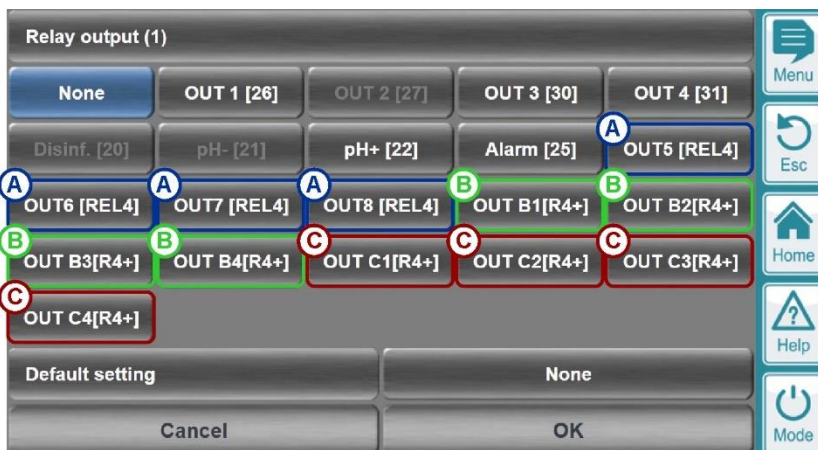 Relay output (1)
None OUT 1 [26] OUT 2 [27] OUT 3 [30] OUT 4 [31]
Disinf. [20] pH- [21] pH+ [22] Alarm [25] A OUT5 [REL4]
A OUT6 [REL4] A OUT7 [REL4] A OUT8 [REL4] B OUT B1[R4+] B OUT B2[R4+]
B OUT B3[R4+] B OUT B4[R4+] C OUT C1[R4+] C OUT C2[R4+] C OUT C3[R4+]
C OUT C4[R4+]
Default setting None
Cancel OK
Menu
Esc
Home
?
Help
Mode